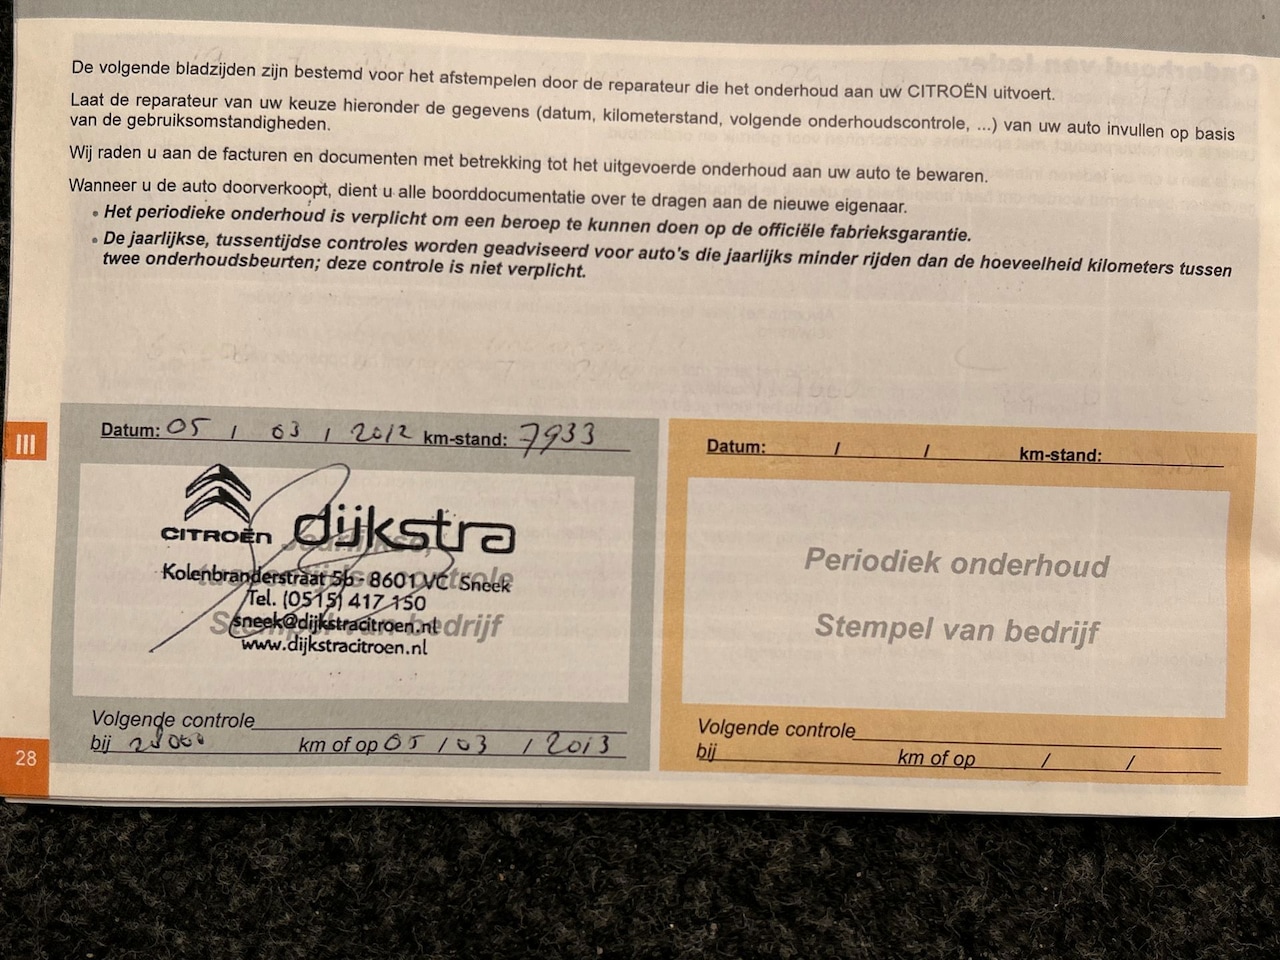 De volgende bladzijden zijn bestemd voor het afstempelen door de reparateur die het onderhoud aan uw CITROËN uitvoert.
Laat de reparateur van uw keuze hieronder de gegevens (datum, kilometerstand, volgende onderhoudscontrole, ...) van uw auto invullen op basis
van de gebruiksomstandigheden.
Wij raden u aan de facturen en documenten met betrekking tot het uitgevoerde onderhoud aan uw auto te bewaren.
Wanneer u de auto doorverkoopt, dient u alle boorddocumentatie over te dragen aan de nieuwe eigenaar.
• Het periodieke onderhoud is verplicht om een beroep te kunnen doen op de officiële fabrieksgarantie.
• De jaarlijkse, tussentijdse controles worden geadviseerd voor auto's die jaarlijks minder rijden dan de hoeveelheid kilometers tussen
twee onderhoudsbeurten; deze controle is niet verplicht.
III
Datum: 05 / 03 / 2012 km-stand: 7933
CITROËN dijkstra
Jaarlijkse,
tussentijdse controle
Kolenbranderstraat 5b - 8601 VC Sneek
Tel. (0515) 417 150
Stempel van bedrijf
sneek@dijkstracitroen.nl
www.dijkstracitroen.nl
Volgende controle
bij km of op 05 / 03 / 2013
Datum: / / km-stand:
Periodiek onderhoud
Stempel van bedrijf
Volgende controle
bij km of op / /
28